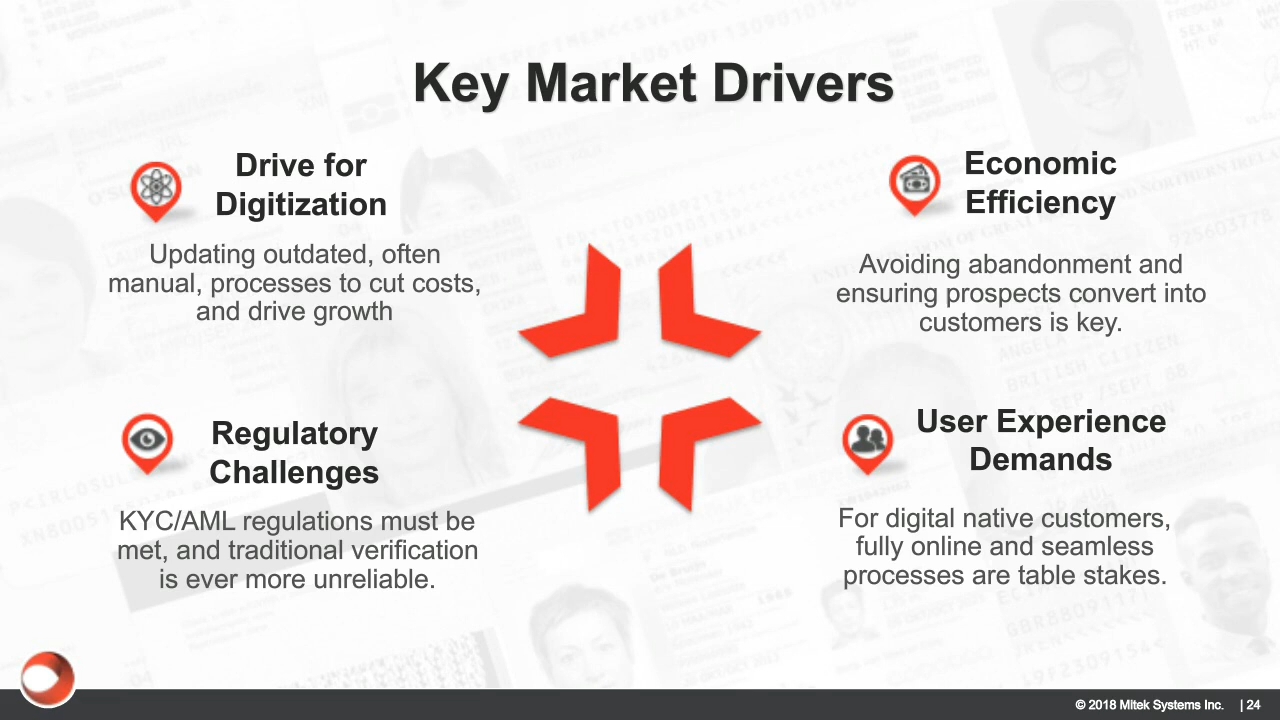 Key Market Drivers
Drive for
Digitization
Updating outdated, often
manual, processes to cut costs,
and drive growth
Economic
Efficiency
Avoiding abandonment and
ensuring prospects convert into
customers is key.
Regulatory
Challenges
KYC/AML regulations must be
met, and traditional verification
is ever more unreliable.
User Experience
Demands
For digital native customers,
fully online and seamless
processes are table stakes.
© 2018 Mitek Systems Inc. | 24